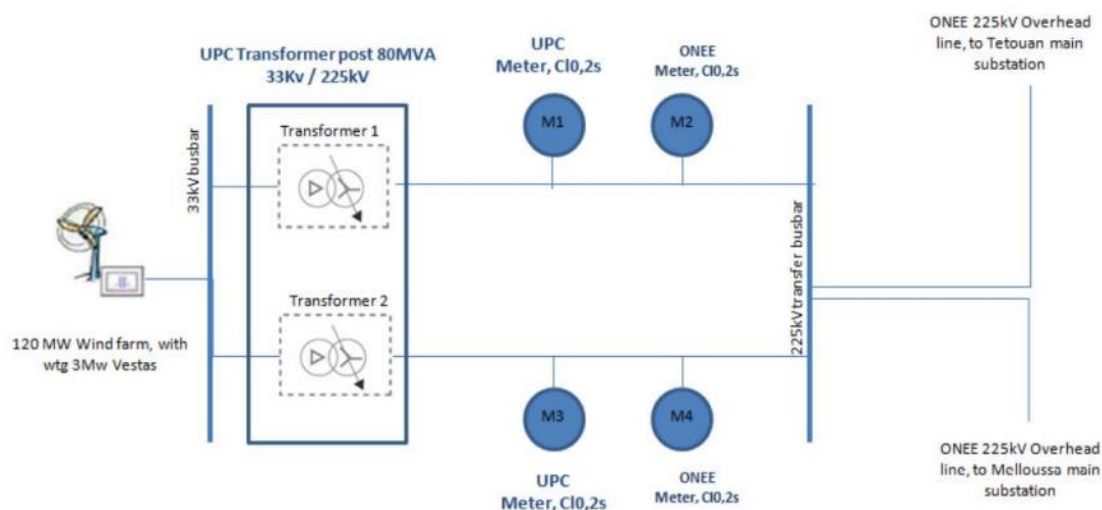 ONEE 225kV Overhead
line, to Tetouan main
substation
UPC Transformer post 80MVA
33Kv / 225kV
UPC
Meter, Cl0,2s
ONEE
Meter, Cl0,2s
M1
M2
Transformer 1
33kV busbar
Transformer 2
120 MW Wind farm, with
wtg 3Mw Vestas
225kV transfer busbar
M3
M4
UPC
Meter, Cl0,2s
ONEE
Meter, Cl0,2s
ONEE 225kV Overhead
line, to Melloussa main
substation